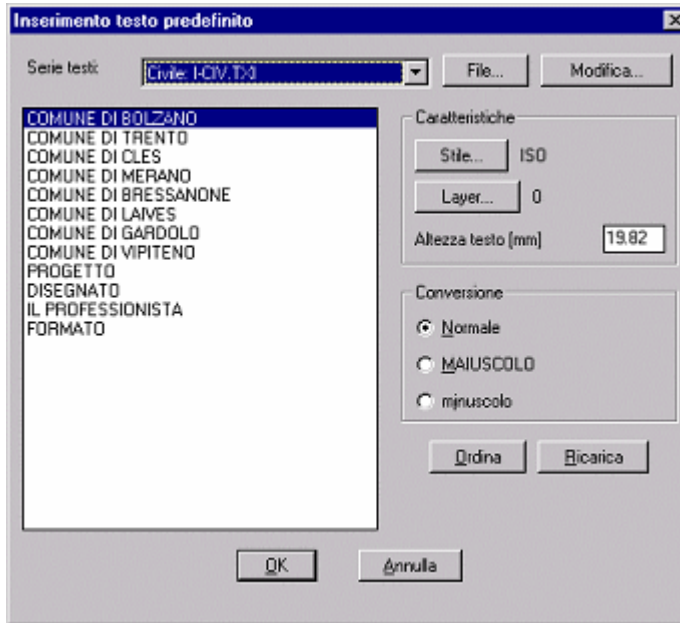 Inserimento testo predefinito
Serie testi:
Civile: I-CIV.TXI
File...
Modifica...
COMUNE DI BOLZANO
COMUNE DI TRENTO
COMUNE DI CLES
COMUNE DI MERANO
COMUNE DI BRESSANONE
COMUNE DI LAIVES
COMUNE DI GARDOLO
COMUNE DI VIPITENO
PROGETTO
DISEGNATO
IL PROFESSIONISTA
FORMATO
Caratteristiche
Stile... ISO
Layer... 0
Altezza testo [mm] 19.82
Conversione
Normale
MAIUSCOLO
minuscolo
Ordina
Ricarica
OK
Annulla